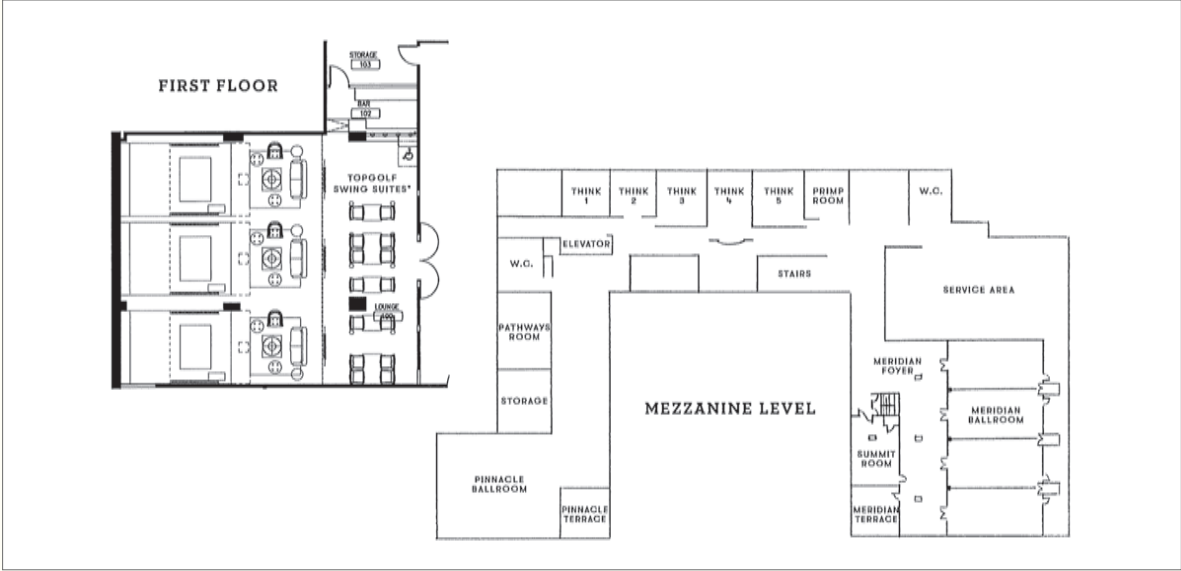 FIRST FLOOR
STORAGE
103
BAR
102
TOPGOLF
SWING SUITES*
LOUNGE
100
THINK
1
THINK
2
THINK
3
THINK
4
THINK
5
PRIMP
ROOM
W.C.
ELEVATOR
W.C.
STAIRS
SERVICE AREA
PATHWAYS
ROOM
STORAGE
MERIDIAN
FOYER
MEZZANINE LEVEL
MERIDIAN
BALLROOM
SUMMIT
ROOM
PINNACLE
BALLROOM
PINNACLE
TERRACE
MERIDIAN
TERRACE